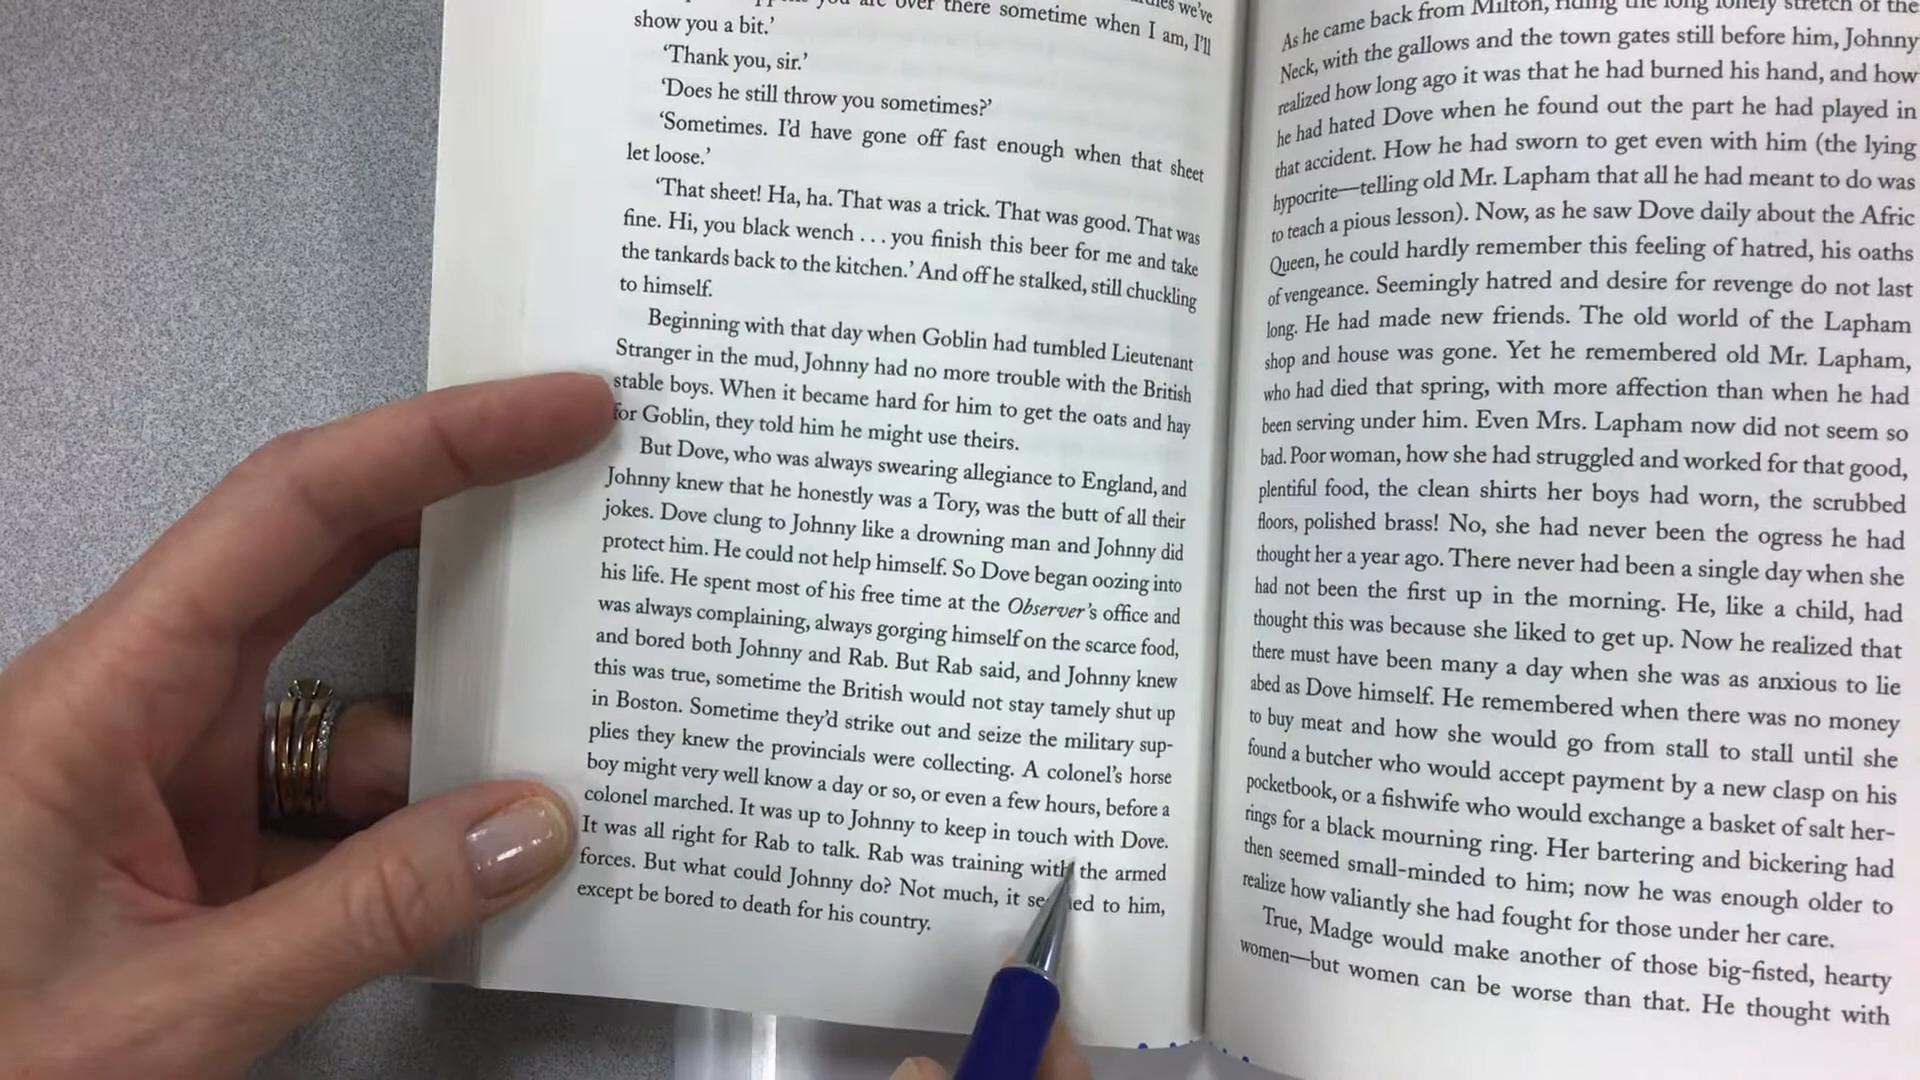 you are over there sometime when I am, I'll
show you a bit.'
'Thank you, sir.'
'Does he still throw you sometimes?'
'Sometimes. I'd have gone off fast enough when that sheet
let loose.'
'That sheet! Ha, ha. That was a trick. That was good. That was
fine. Hi, you black wench . . . you finish this beer for me and take
the tankards back to the kitchen.' And off he stalked, still chuckling
to himself.
Beginning with that day when Goblin had tumbled Lieutenant
Stranger in the mud, Johnny had no more trouble with the British
stable boys. When it became hard for him to get the oats and hay
for Goblin, they told him he might use theirs.
But Dove, who was always swearing allegiance to England, and
Johnny knew that he honestly was a Tory, was the butt of all their
jokes. Dove clung to Johnny like a drowning man and Johnny did
protect him. He could not help himself. So Dove began oozing into
his life. He spent most of his free time at the Observer's office and
was always complaining, always gorging himself on the scarce food,
and bored both Johnny and Rab. But Rab said, and Johnny knew
this was true, sometime the British would not stay tamely shut up
in Boston. Sometime they'd strike out and seize the military sup-
plies they knew the provincials were collecting. A colonel's horse
boy might very well know a day or so, or even a few hours, before a
colonel marched. It was up to Johnny to keep in touch with Dove.
It was all right for Rab to talk. Rab was training with the armed
forces. But what could Johnny do? Not much, it seemed to him,
except be bored to death for his country.
As he came back from Milton, riding the long lonely stretch of the
Neck, with the gallows and the town gates still before him, Johnny
realized how long ago it was that he had burned his hand, and how
he had hated Dove when he found out the part he had played in
that accident. How he had sworn to get even with him (the lying
hypocrite—telling old Mr. Lapham that all he had meant to do was
to teach a pious lesson). Now, as he saw Dove daily about the Afric
Queen, he could hardly remember this feeling of hatred, his oaths
of vengeance. Seemingly hatred and desire for revenge do not last
long. He had made new friends. The old world of the Lapham
shop and house was gone. Yet he remembered old Mr. Lapham,
who had died that spring, with more affection than when he had
been serving under him. Even Mrs. Lapham now did not seem so
bad. Poor woman, how she had struggled and worked for that good,
plentiful food, the clean shirts her boys had worn, the scrubbed
floors, polished brass! No, she had never been the ogress he had
thought her a year ago. There never had been a single day when she
had not been the first up in the morning. He, like a child, had
thought this was because she liked to get up. Now he realized that
there must have been many a day when she was as anxious to lie
abed as Dove himself. He remembered when there was no money
to buy meat and how she would go from stall to stall until she
found a butcher who would accept payment by a new clasp on his
pocketbook, or a fishwife who would exchange a basket of salt her-
rings for a black mourning ring. Her bartering and bickering had
then seemed small-minded to him; now he was enough older to
realize how valiantly she had fought for those under her care.
True, Madge would make another of those big-fisted, hearty
women—but women can be worse than that. He thought with